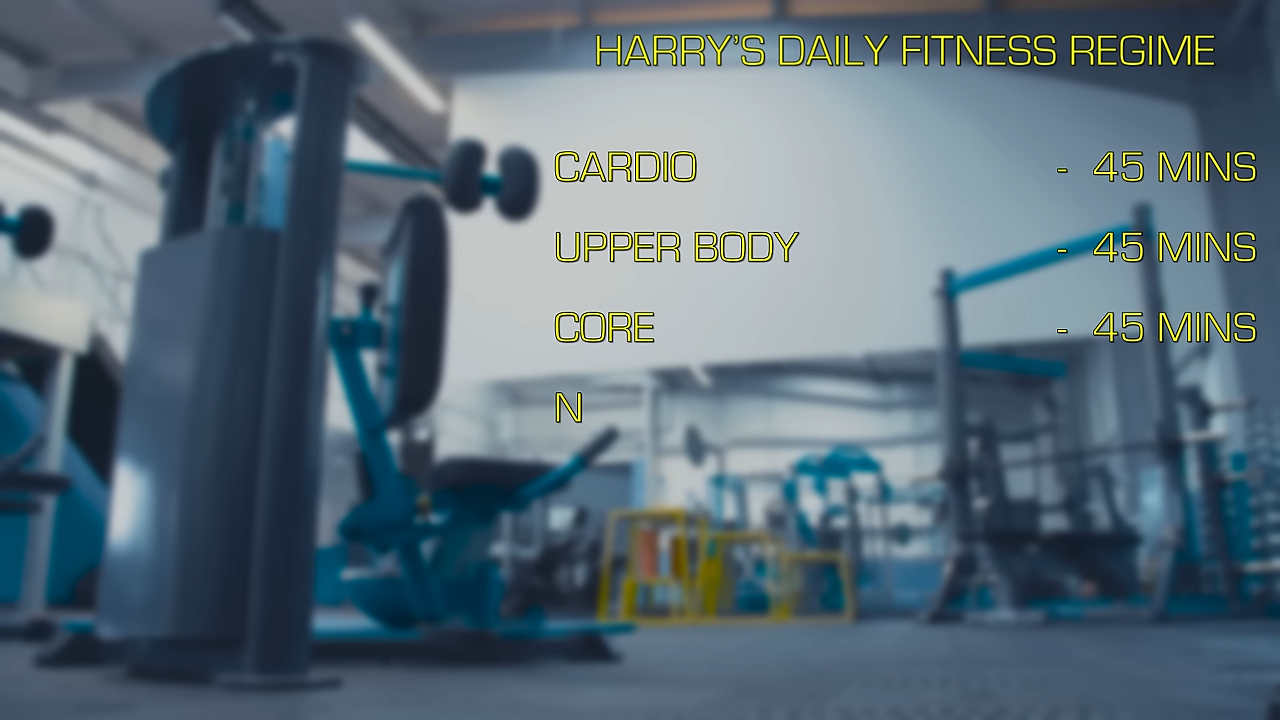 HARRY’S DAILY FITNESS REGIME
CARDIO - 45 MINS
UPPER BODY - 45 MINS
CORE - 45 MINS
N